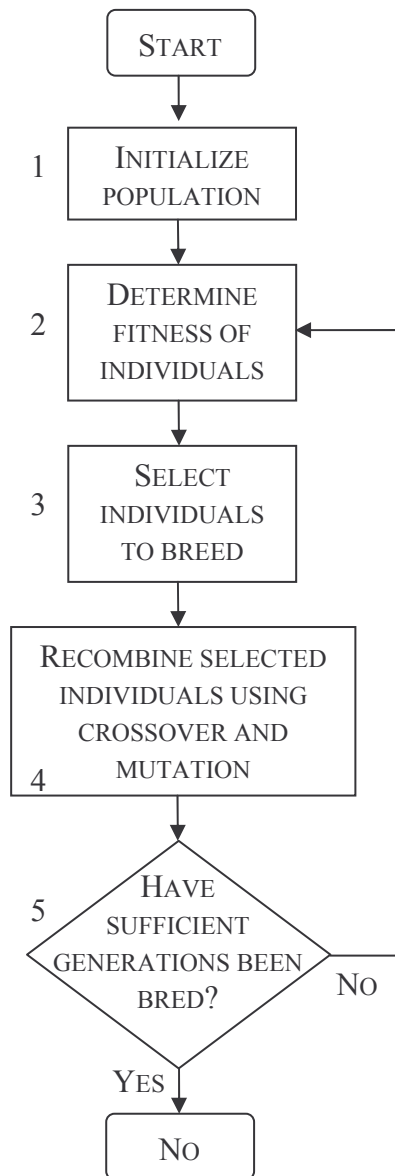 START
1
INITIALIZE
POPULATION
2
DETERMINE
FITNESS OF
INDIVIDUALS
3
SELECT
INDIVIDUALS
TO BREED
RECOMBINE SELECTED
INDIVIDUALS USING
CROSSOVER AND
MUTATION
4
5
HAVE
SUFFICIENT
GENERATIONS BEEN
BRED?
NO
YES
NO